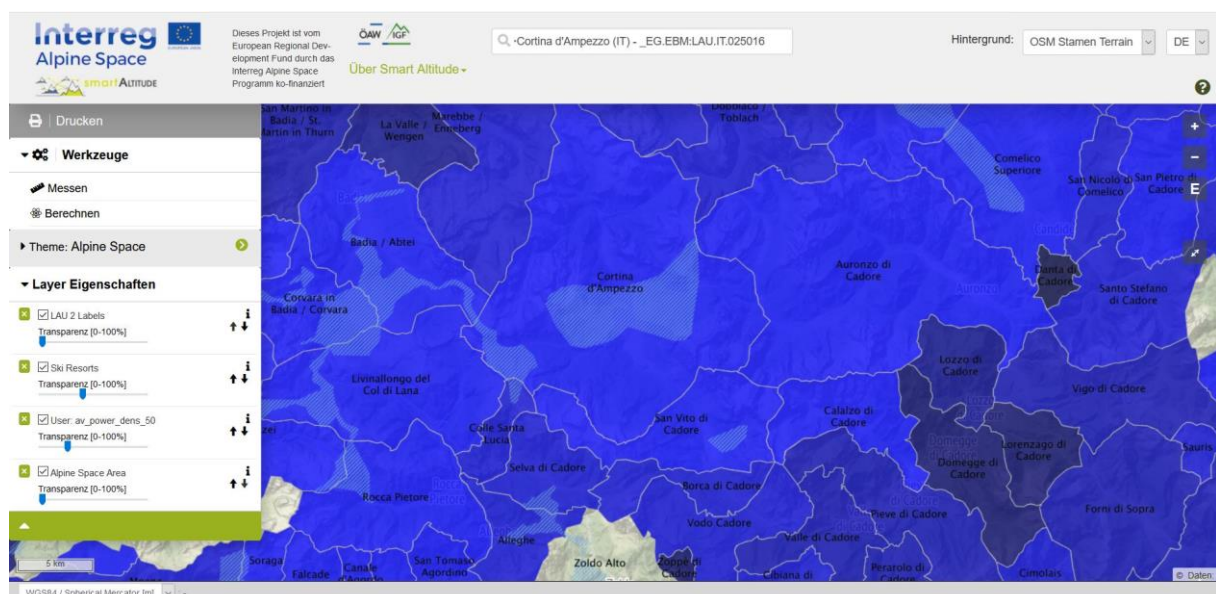 Interreg
Alpine Space
smartALTITUDE
Dieses Projekt ist vom
European Regional Dev-
elopment Fund durch das
Interreg Alpine Space
Programm ko-finanziert
ÖAW IGF
Über Smart Altitude
-Cortina d'Ampezzo (IT) - _EG.EBM:LAU.IT.025016
Hintergrund: OSM Stamen Terrain DE
?
Drucken
Werkzeuge
Messen
Berechnen
Theme: Alpine Space
Layer Eigenschaften
LAU 2 Labels
Transparenz [0-100%]
Ski Resorts
Transparenz [0-100%]
User: av_power_dens_50
Transparenz [0-100%]
Alpine Space Area
Transparenz [0-100%]
5 km
WGS84 / Spherical Mercator [m]
San Martino in
Badia / St.
Martin in Thurn
La Valle /
Wengen
Marebbe /
Enneberg
Dobbiaco /
Toblach
Comelico
Superiore
San Nicolò di
Comelico
San Pietro di
Cadore
+
−
E
Badia
Badia / Abtei
Cortina
d'Ampezzo
Auronzo di
Cadore
Auronzo
Danta di
Cadore
Santo Stefano
di Cadore
Corvara in
Badia / Corvara
Livinallongo del
Col di Lana
Lozzo di
Cadore
Vigo di Cadore
Colle Santa
Lucia
San Vito di
Cadore
Calalzo di
Cadore
Lorenzago di
Cadore
Domegge di
Cadore
Sauris
Selva di Cadore
Rocca Pietore
Borca di Cadore
Vodo Cadore
Pieve di Cadore
Valle di Cadore
Forni di Sopra
Alleghe
Zoldo Alto
Zoppè di
Cadore
Cibiana di
Perarolo di
Cadore
Cimolais
Soraga
Falcade
Canale
d'Agordo
San Tomaso
Agordino
© Daten: